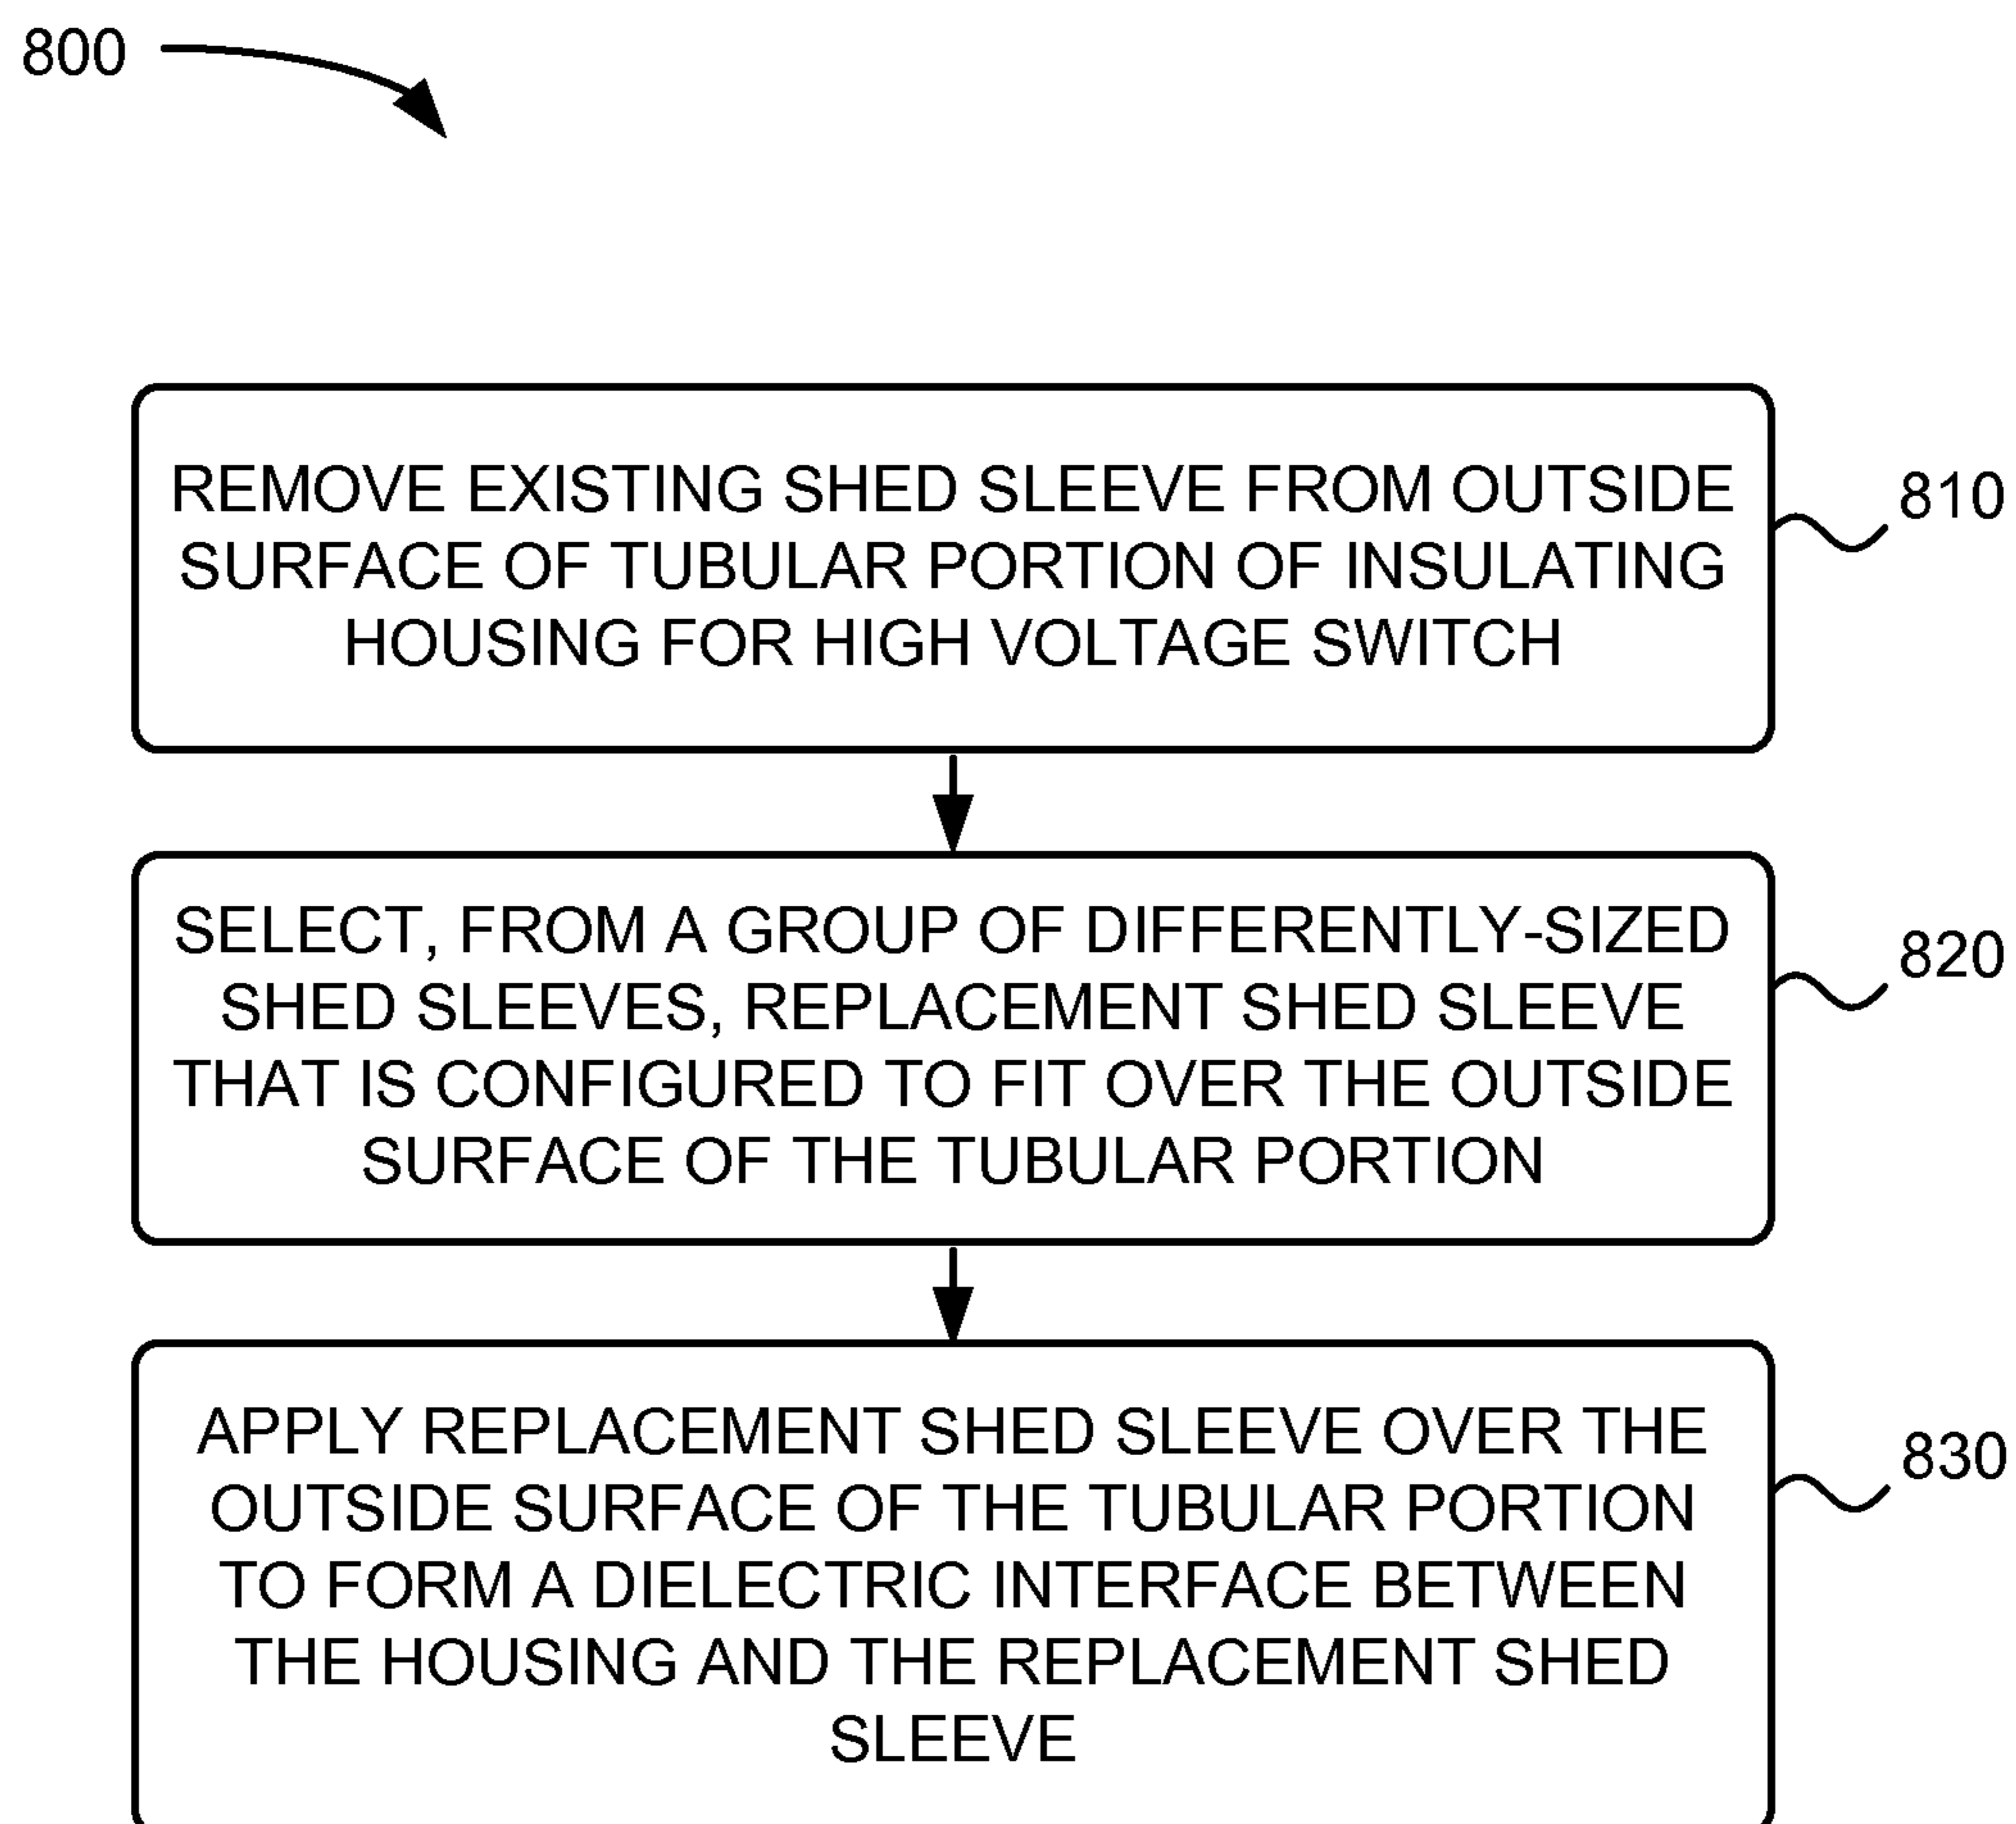 800
REMOVE EXISTING SHED SLEEVE FROM OUTSIDE
SURFACE OF TUBULAR PORTION OF INSULATING
HOUSING FOR HIGH VOLTAGE SWITCH
810
SELECT, FROM A GROUP OF DIFFERENTLY-SIZED
SHED SLEEVES, REPLACEMENT SHED SLEEVE
THAT IS CONFIGURED TO FIT OVER THE OUTSIDE
SURFACE OF THE TUBULAR PORTION
820
APPLY REPLACEMENT SHED SLEEVE OVER THE
OUTSIDE SURFACE OF THE TUBULAR PORTION
TO FORM A DIELECTRIC INTERFACE BETWEEN
THE HOUSING AND THE REPLACEMENT SHED
SLEEVE
830